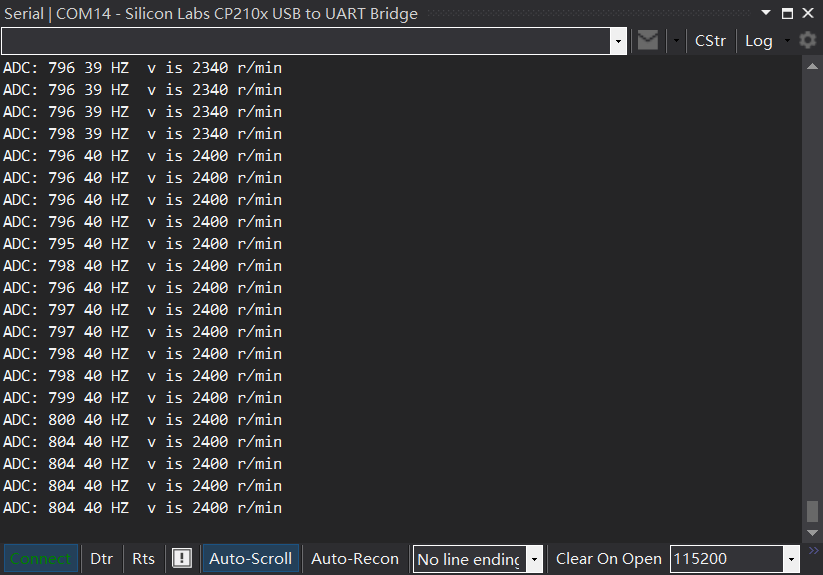 Serial | COM14 - Silicon Labs CP210x USB to UART Bridge
CStr Log
ADC: 796 39 HZ  v is 2340 r/min
ADC: 796 39 HZ  v is 2340 r/min
ADC: 796 39 HZ  v is 2340 r/min
ADC: 798 39 HZ  v is 2340 r/min
ADC: 796 40 HZ  v is 2400 r/min
ADC: 796 40 HZ  v is 2400 r/min
ADC: 796 40 HZ  v is 2400 r/min
ADC: 796 40 HZ  v is 2400 r/min
ADC: 795 40 HZ  v is 2400 r/min
ADC: 798 40 HZ  v is 2400 r/min
ADC: 796 40 HZ  v is 2400 r/min
ADC: 797 40 HZ  v is 2400 r/min
ADC: 797 40 HZ  v is 2400 r/min
ADC: 798 40 HZ  v is 2400 r/min
ADC: 798 40 HZ  v is 2400 r/min
ADC: 799 40 HZ  v is 2400 r/min
ADC: 800 40 HZ  v is 2400 r/min
ADC: 804 40 HZ  v is 2400 r/min
ADC: 804 40 HZ  v is 2400 r/min
ADC: 804 40 HZ  v is 2400 r/min
ADC: 804 40 HZ  v is 2400 r/min
Connect Dtr Rts Auto-Scroll Auto-Recon No line ending Clear On Open 115200